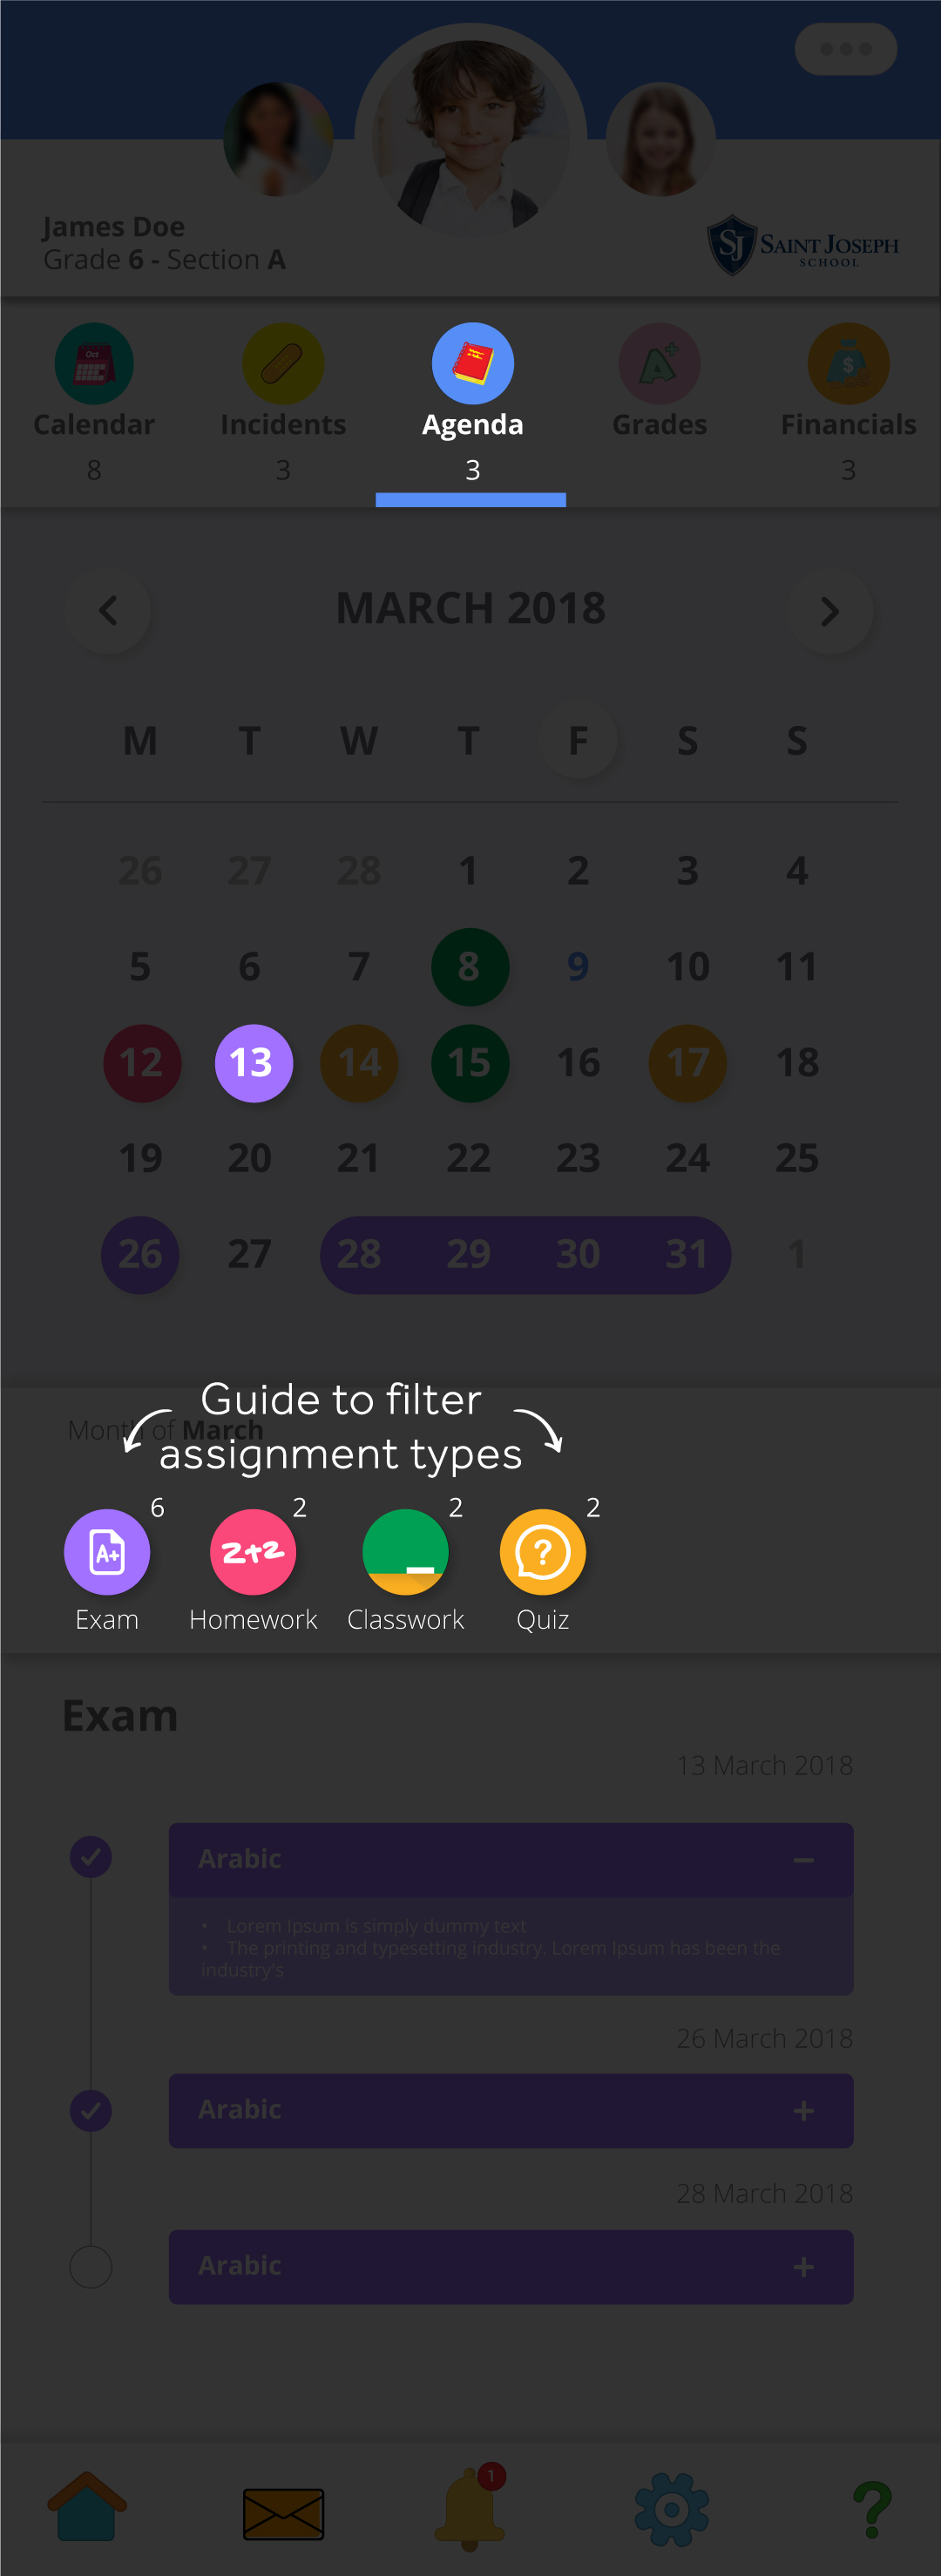 James Doe
Grade 6 - Section A
SJ SAINT JOSEPH
SCHOOL
Oct
A+
$
Calendar Incidents Agenda Grades Financials
8 3 3 3
MARCH 2018
M T W T F S S
26 27 28 1 2 3 4
5 6 7 8 9 10 11
12 13 14 15 16 17 18
19 20 21 22 23 24 25
26 27 28 29 30 31 1
Month of March
Guide to filter
assignment types
6 2 2 2
A+ 2+2 ?
Exam Homework Classwork Quiz
Exam
13 March 2018
Arabic
• Lorem Ipsum is simply dummy text
• The printing and typesetting industry. Lorem Ipsum has been the
industry's
26 March 2018
Arabic
28 March 2018
Arabic
1
?